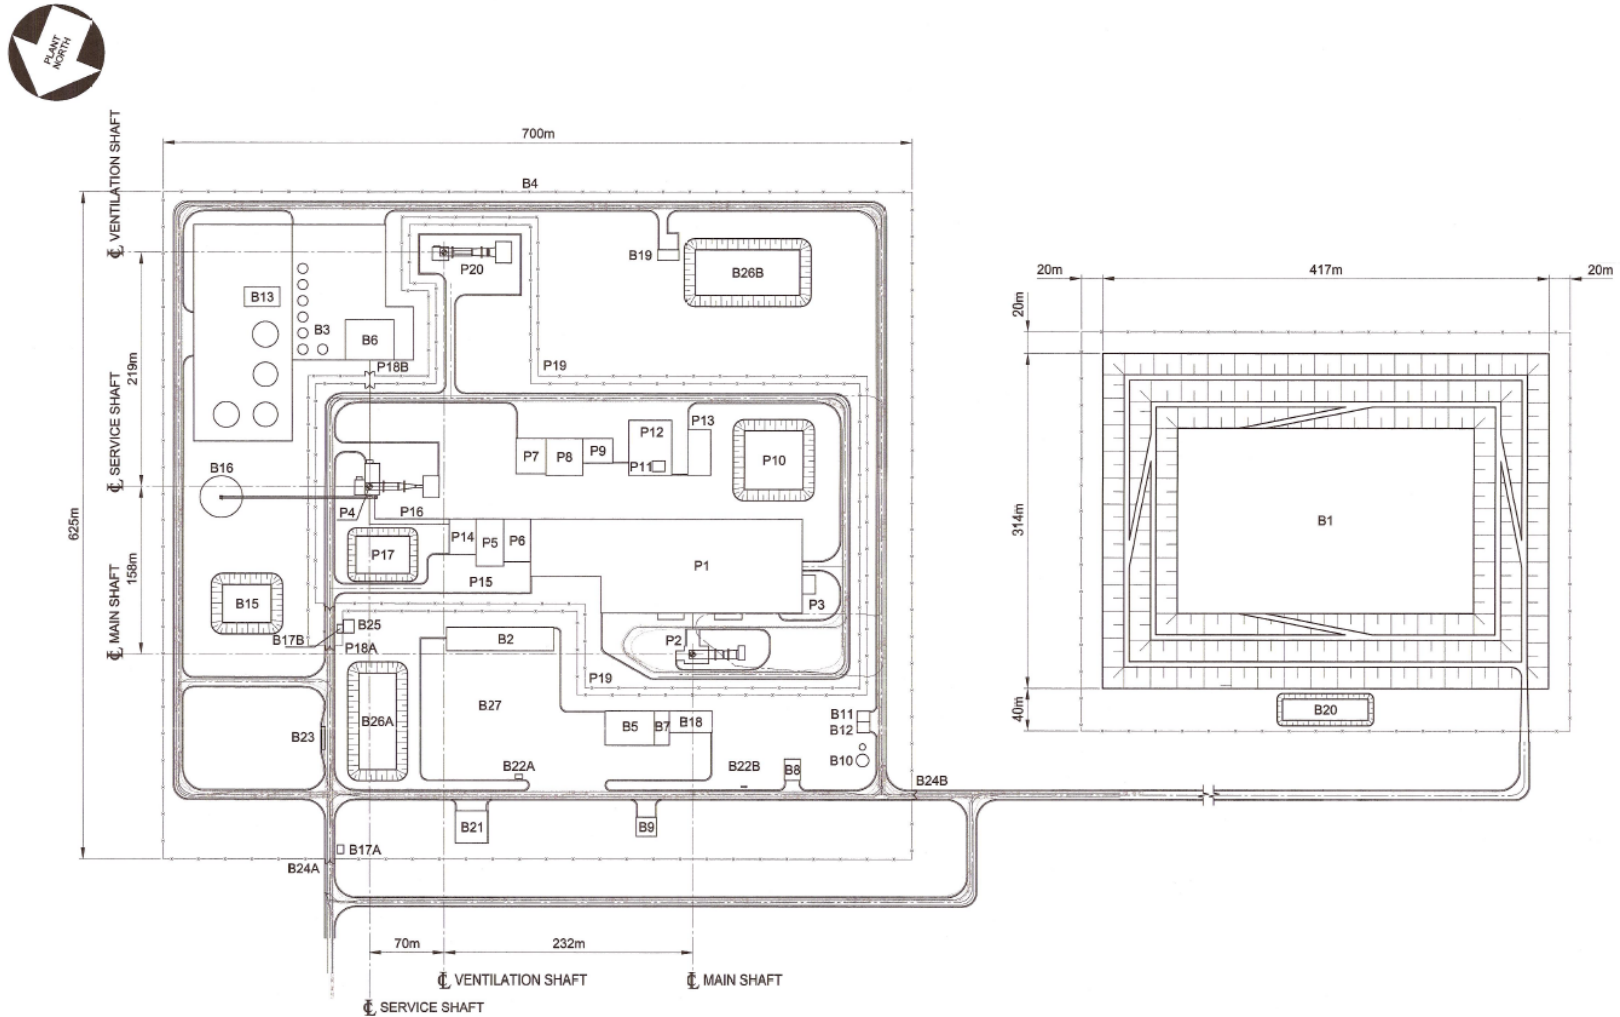 PLANT
NORTH
700m
B4
℄ VENTILATION SHAFT
B19
B26B
P20
B13
B3
B6
P18B
P19
219m
20m
417m
20m
20m
℄ SERVICE SHAFT
P13
P12
P7
P8
P9
P11
P10
B16
P4
P16
625m
P14
P5
P6
P1
P17
P15
P3
314m
B1
158m
B15
B25
B17B
B2
P2
P18A
℄ MAIN SHAFT
P19
B27
B26A
B5
B7
B18
B11
B12
B23
40m
B20
B22A
B22B
B8
B10
B24B
B21
B9
B17A
B24A
70m
232m
℄ VENTILATION SHAFT
℄ MAIN SHAFT
℄ SERVICE SHAFT